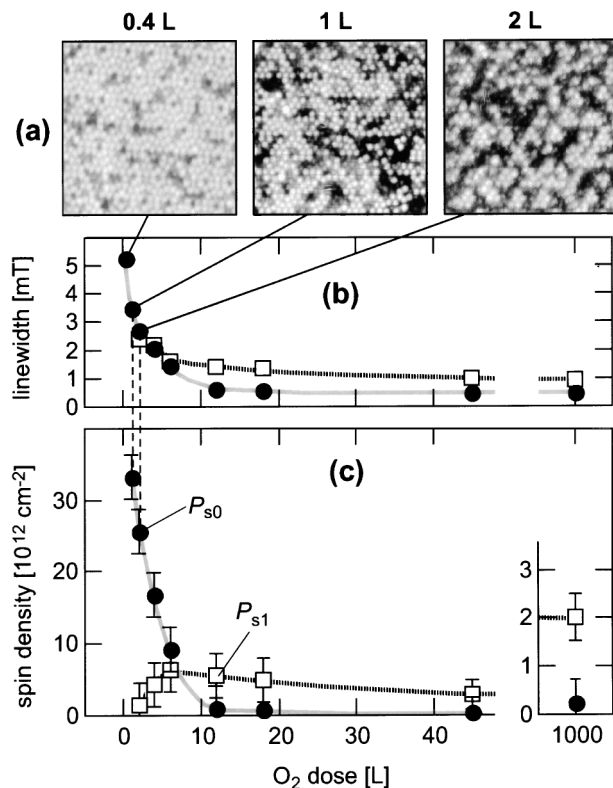 0.4 L 1 L 2 L
(a)
(b)
linewidth [mT]
5
4
3
2
1
0
(c)
spin density [10¹² cm⁻²]
30
20
10
0
Ps0
Ps1
3
2
1
0
0 10 20 30 40 1000
O₂ dose [L]